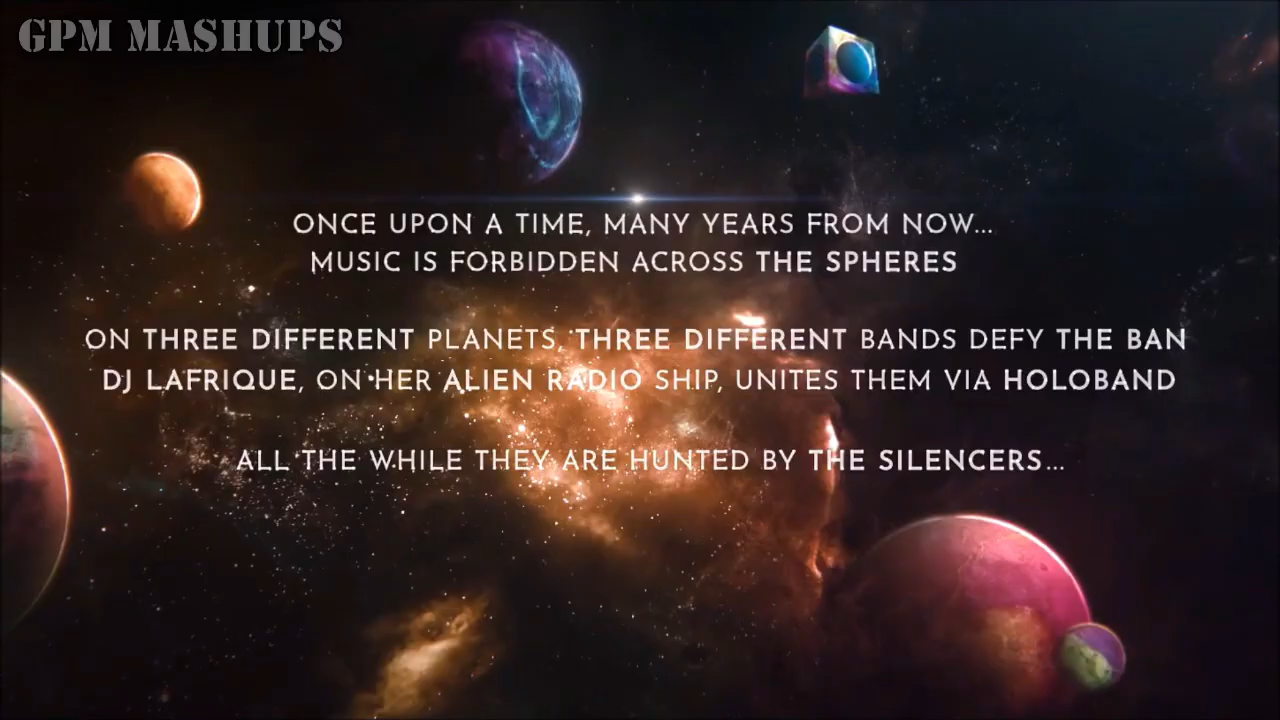 GPM MASHUPS
ONCE UPON A TIME, MANY YEARS FROM NOW...
MUSIC IS FORBIDDEN ACROSS THE SPHERES
ON THREE DIFFERENT PLANETS, THREE DIFFERENT BANDS DEFY THE BAN
DJ LAFRIQUE, ON HER ALIEN RADIO SHIP, UNITES THEM VIA HOLOBAND
ALL THE WHILE THEY ARE HUNTED BY THE SILENCERS...